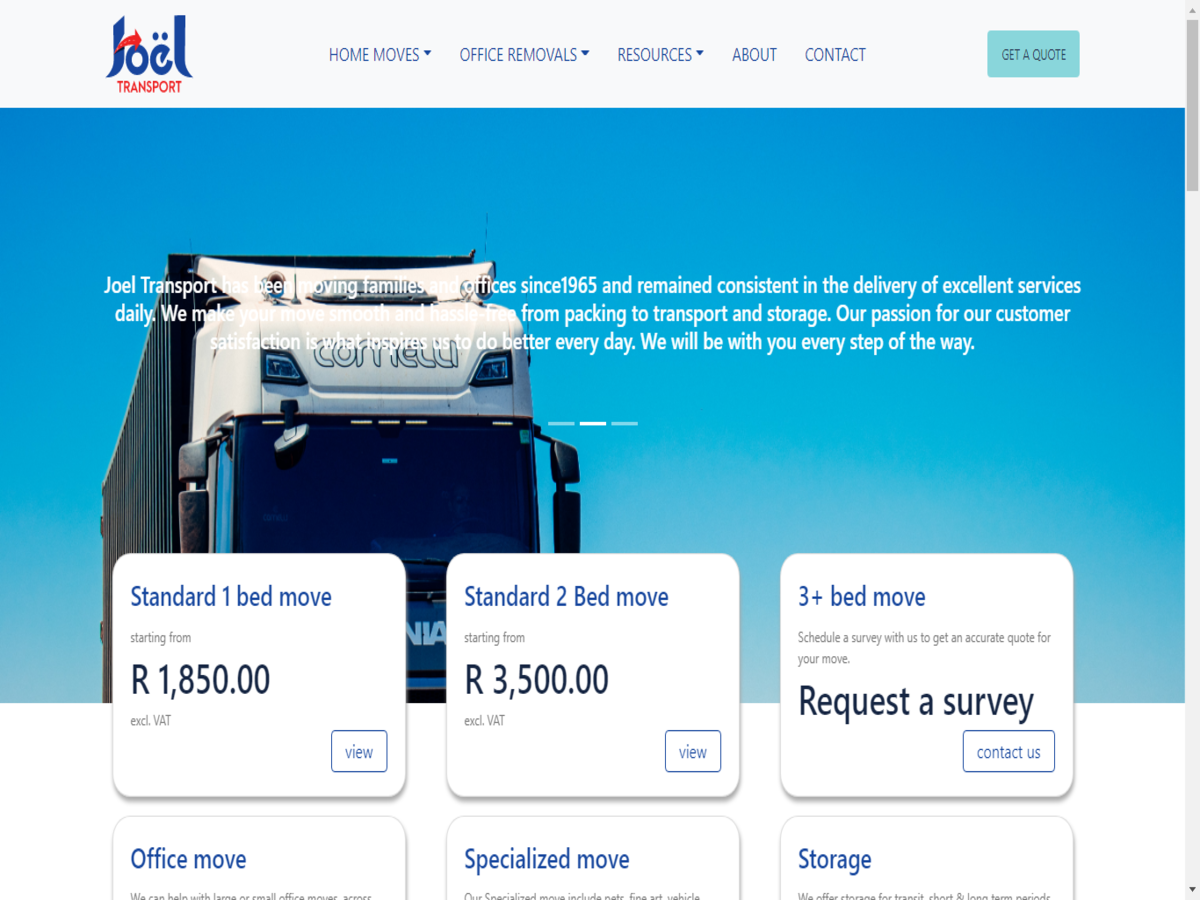 Joël
TRANSPORT
HOME MOVES
OFFICE REMOVALS
RESOURCES
ABOUT
CONTACT
GET A QUOTE
Joel Transport has been moving families and offices since1965 and remained consistent in the delivery of excellent services
daily. We make your move smooth and hassle-free from packing to transport and storage. Our passion for our customer
satisfaction is what inspires us to do better every day. We will be with you every step of the way.
Standard 1 bed move
starting from
R 1,850.00
excl. VAT
view
Standard 2 Bed move
starting from
R 3,500.00
excl. VAT
view
3+ bed move
Schedule a survey with us to get an accurate quote for
your move.
Request a survey
contact us
Office move
We can help with large or small office moves, across
Specialized move
Our Specialized move include pets, fine art, vehicle
Storage
We offer storage for transit, short & long term periods